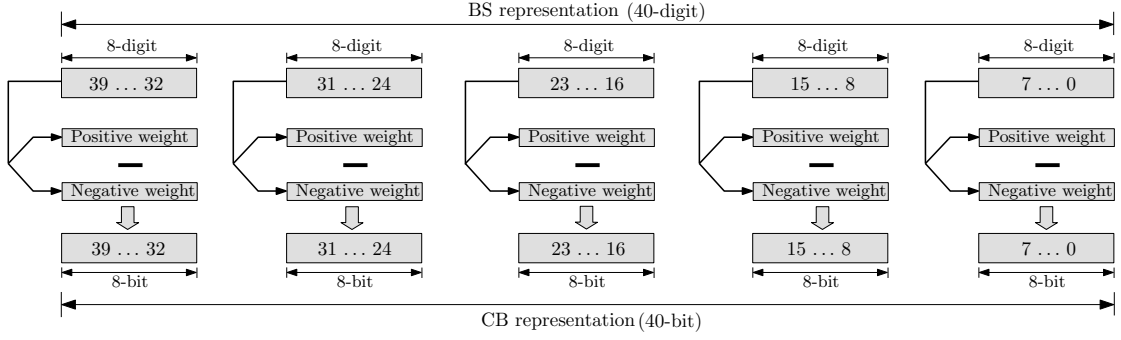 BS representation (40-digit)
8-digit 8-digit 8-digit 8-digit 8-digit
39 … 32 31 … 24 23 … 16 15 … 8 7 … 0
Positive weight Positive weight Positive weight Positive weight Positive weight
Negative weight Negative weight Negative weight Negative weight Negative weight
39 … 32 31 … 24 23 … 16 15 … 8 7 … 0
8-bit 8-bit 8-bit 8-bit 8-bit
CB representation (40-bit)